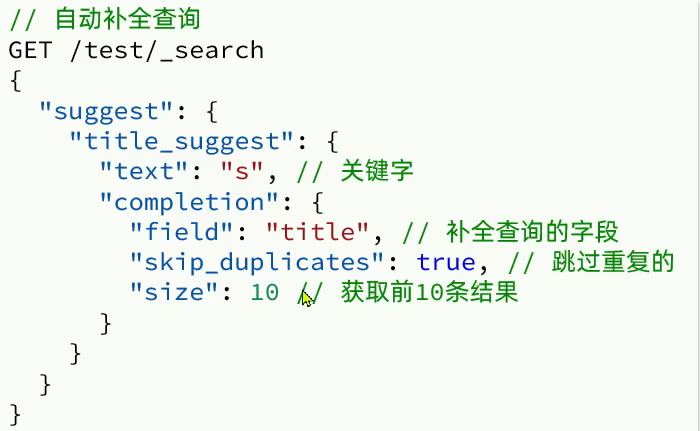 // 自动补全查询
GET /test/_search
{
  "suggest": {
    "title_suggest": {
      "text": "s", // 关键字
      "completion": {
        "field": "title", // 补全查询的字段
        "skip_duplicates": true, // 跳过重复的
        "size": 10 // 获取前10条结果
      }
    }
  }
}